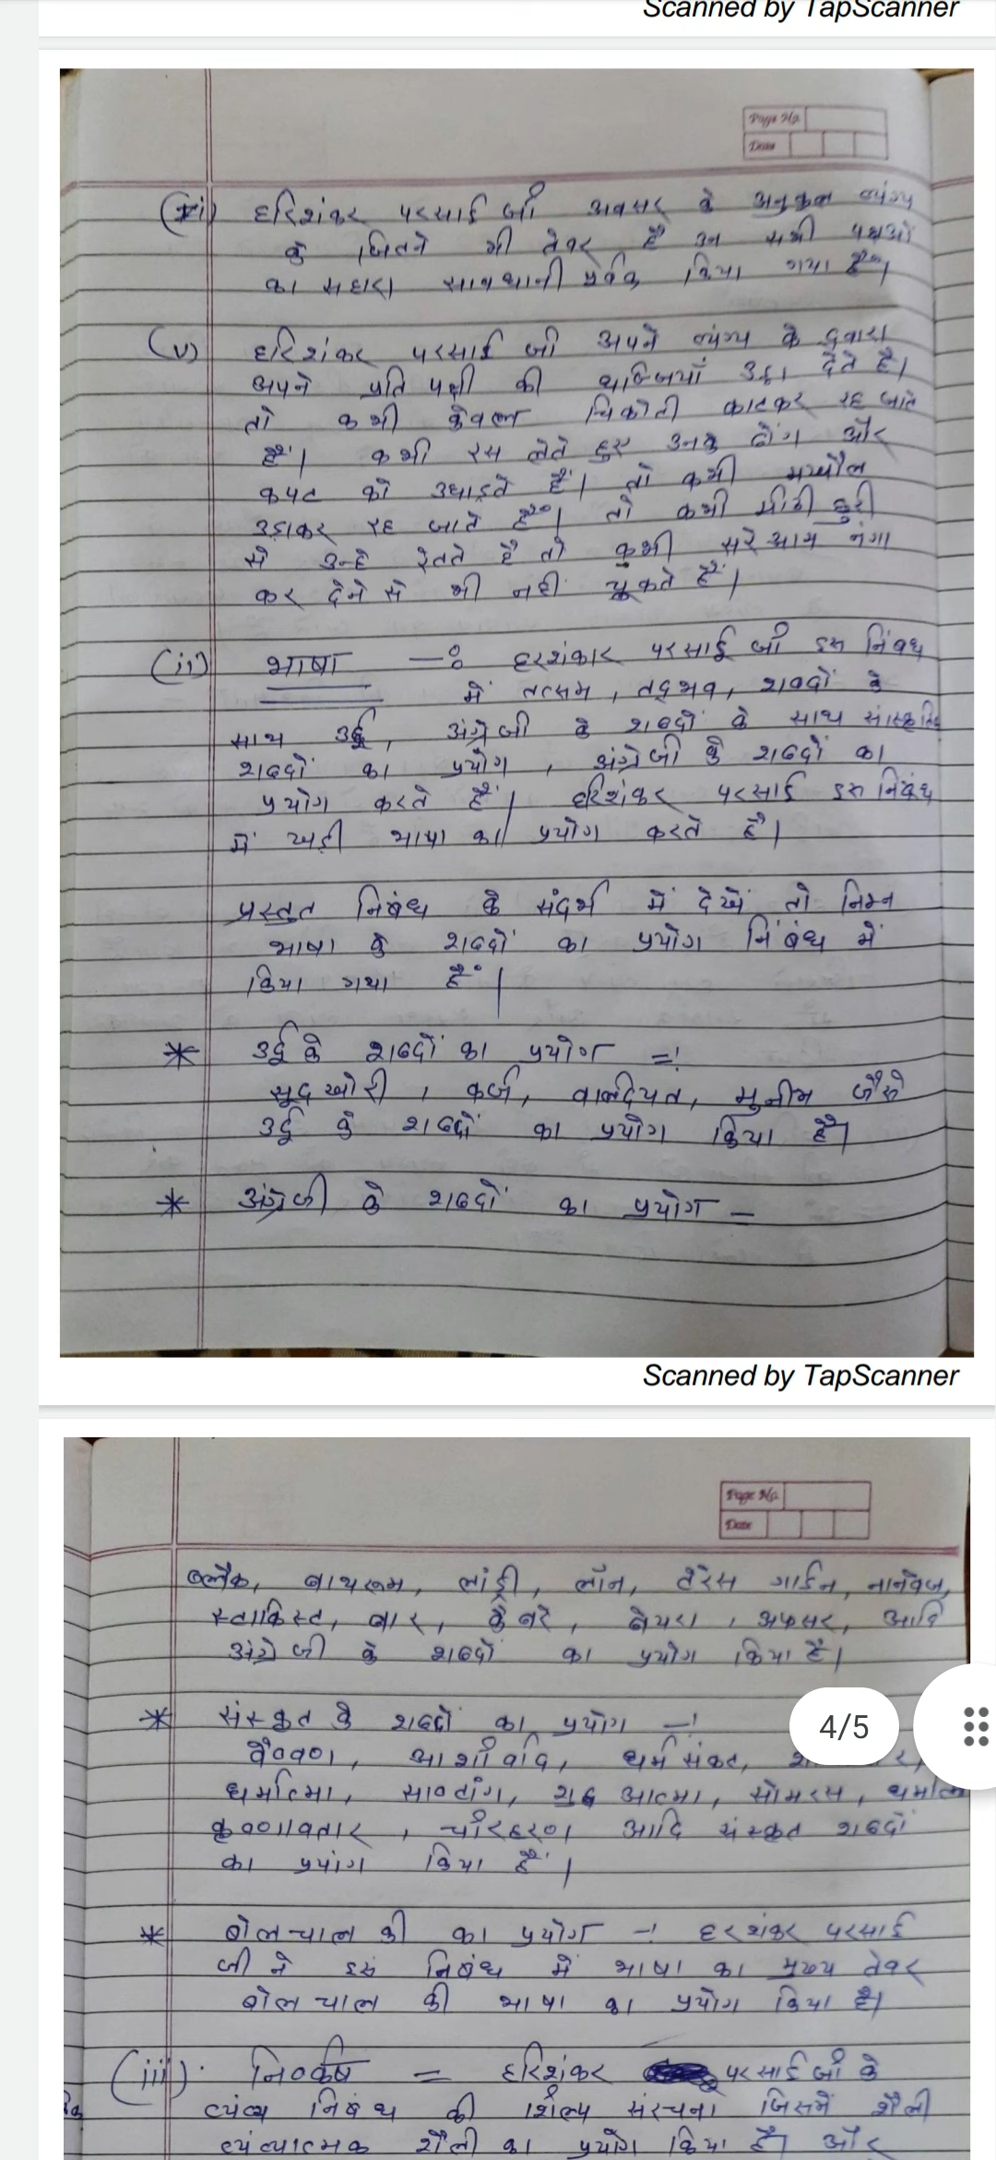 Scanned by TapScanner
Page No.
Date
हरिशंकर परसाई जी अवसर के अनुकूल व्यंग्य
के जितने भी तेवर है उन सभी पक्षओ
का सहारा सावधानी पूर्वक किया गया है।
(v) हरिशंकर परसाई जी अपने व्यंग्य के द्वारा
अपने प्रति पक्षी की धज्जियाँ उड़ा देते है।
तो कभी केवल चिकोटी काटकर रह जाते
हैं। कभी रस लेते हुए उनके ढोंग और
कपट को उघाड़ते हैं। तो कभी मखौल
उड़ाकर रह जाते है। तो कभी मीठी छुरी
से उन्हे रेतते है तो कभी सरे आम नंगा
कर देने से भी नही चूकते हैं।
(ii) भाषा —: हरशंकार परसाई जी इस निंबध
में तत्सम, तद्भव, शब्दों के
साथ उर्दू, अंग्रेजी के शब्दों के साथ सांस्कृतिक
शब्दों का प्रयोग, अंग्रेजी के शब्दों का
प्रयोग करते हैं। हरिशंकर परसाई इस निबंध
में खड़ी भाषा का प्रयोग करते है।
प्रस्तुत निबंध के संदर्भ में देखें तो निम्न
भाषा के शब्दों का प्रयोग निंबंध में
किया गया है।
* उर्दू के शब्दों का प्रयोग =!
सूदखोरी, कर्ज, वालदियत, मुनीम जैसे
उर्दू के शब्दों का प्रयोग किया है।
* अंग्रेजी के शब्दों का प्रयोग —
Scanned by TapScanner
Page No.
Date
ब्लैक, बाथरूम, लांड्री, लॉन, टेरेस गार्डन, नानवेज,
स्टाकिस्ट, बार, कैबरे, बेयरा, अफसर, आदि
अंग्रेजी के शब्दों का प्रयोग किया है।
* संस्कृत के शब्दों का प्रयोग —!
वैष्णव, आशीर्वाद, धर्म संकट,
धर्मात्मा, साष्टांग, शुद्ध आत्मा, सोमरस,
कृष्णावतार, चीरहरण आदि संस्कृत शब्दों
का प्रयोग किया है।
* बोलचाल की का प्रयोग —! हरशंकर परसाई
जी ने इस निबंध में भाषा का मुख्य तेवर
बोल चाल की भाषा का प्रयोग किया है।
(iii) निष्कर्ष = हरिशंकर परसाई जी के
व्यंग्य निबंध की शिल्प संरचना जिसमें शैली
व्यंग्यात्मक शैली का प्रयोग किया है। और
4/5